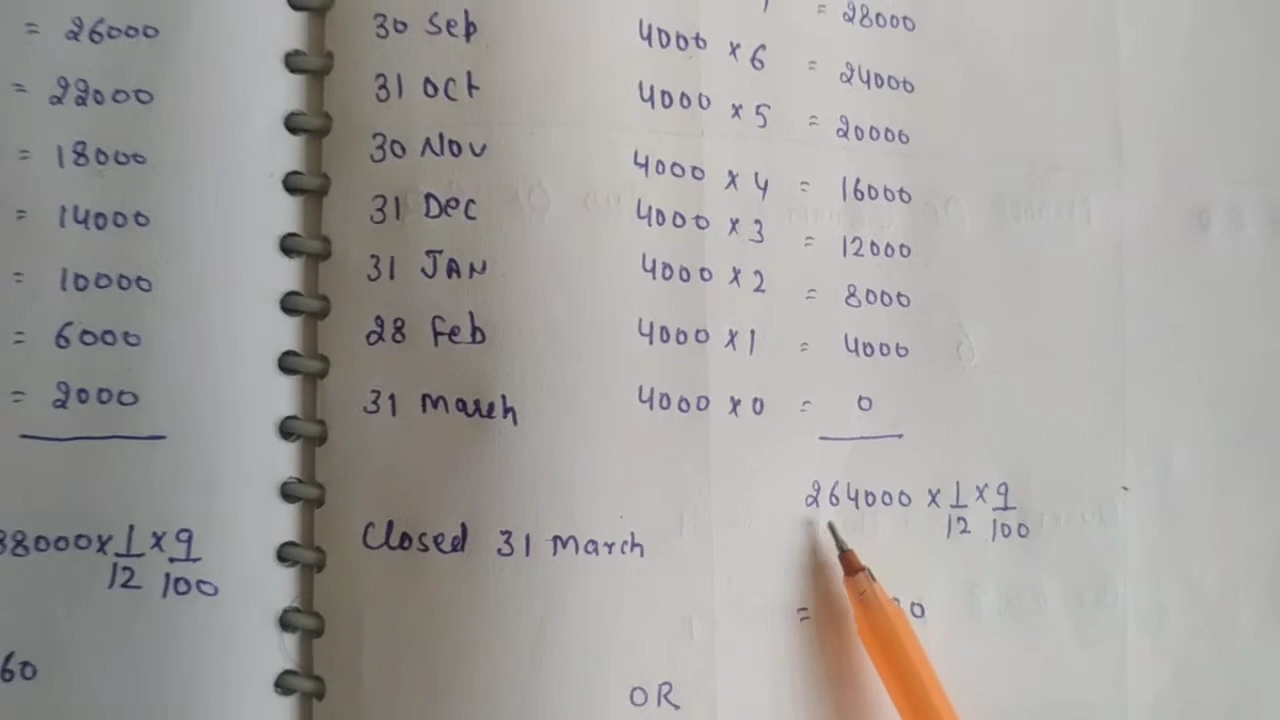 = 26000
= 22000
= 18000
= 14000
= 10000
= 6000
= 2000
88000 × 1/12 × 9/100
60
= 28000
30 Sep 4000 × 6 = 24000
31 Oct 4000 × 5 = 20000
30 Nov 4000 × 4 = 16000
31 Dec 4000 × 3 = 12000
31 JAN 4000 × 2 = 8000
28 Feb 4000 × 1 = 4000
31 March 4000 × 0 = 0
264000 × 1/12 × 9/100
Closed 31 March
=
OR